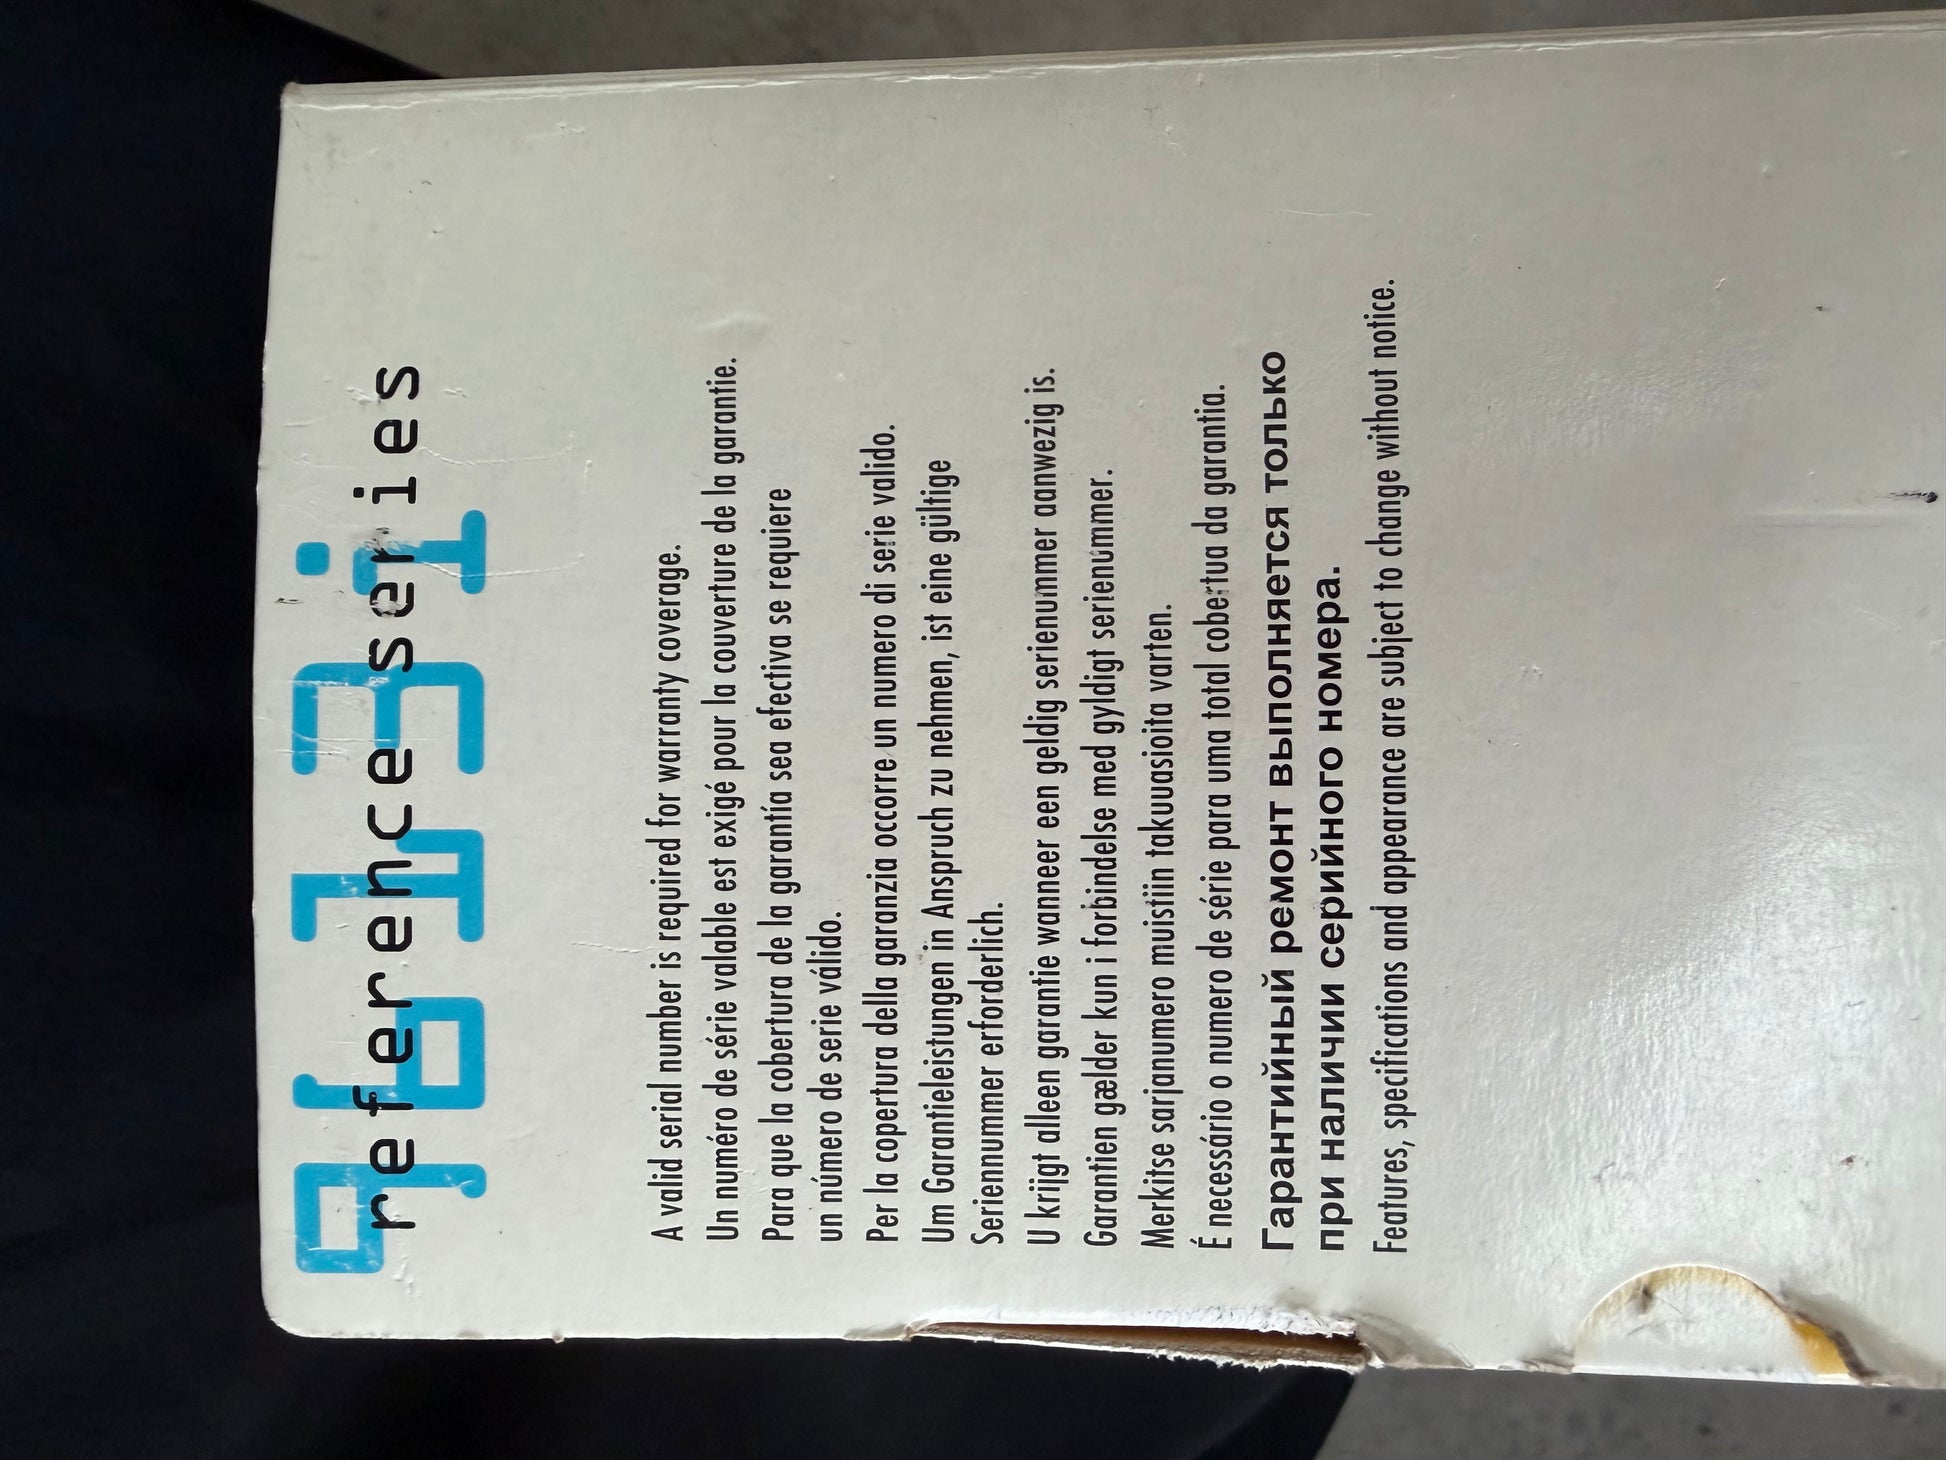 9613i
reference series
A valid serial number is required for warranty coverage.
Un numéro de série valable est exigé pour la couverture de la garantie.
Para que la cobertura de la garantía sea efectiva se requiere
un número de serie válido.
Per la copertura della garanzia occorre un numero di serie valido.
Um Garantieleistungen in Anspruch zu nehmen, ist eine gültige
Seriennummer erforderlich.
U krijgt alleen garantie wanneer een geldig serienummer aanwezig is.
Garantien gælder kun i forbindelse med gyldigt serienummer.
Merkitse sarjanumero muistiin takuuasioita varten.
É necessário o numero de série para uma total cobertua da garantia.
Гарантийный ремонт выполняется только
при наличии серийного номера.
Features, specifications and appearance are subject to change without notice.